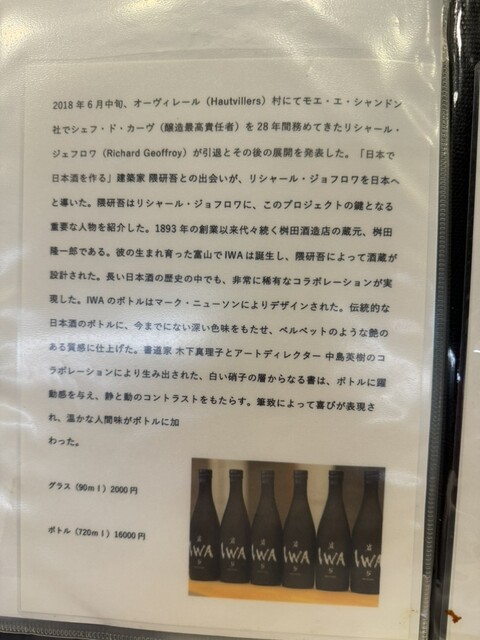 2018年6月中旬、オーヴィレール（Hautvillers）村にてモエ・エ・シャンドン
社でシェフ・ド・カーヴ（醸造最高責任者）を28年間務めてきたリシャール・
ジェフロワ（Richard Geoffroy）が引退とその後の展開を発表した。「日本で
日本酒を作る」建築家 隈研吾との出会いが、リシャール・ジョフロワを日本へ
と導いた。隈研吾はリシャール・ジョフロワに、このプロジェクトの鍵となる
重要な人物を紹介した。1893年の創業以来代々続く桝田酒造店の蔵元、桝田
隆一郎である。彼の生まれ育った富山でIWAは誕生し、隈研吾によって酒蔵が
設計された。長い日本酒の歴史の中でも、非常に稀有なコラボレーションが実
現した。IWAのボトルはマーク・ニューソンによりデザインされた。伝統的な
日本酒のボトルに、今までにない深い色味をもたせ、ベルベットのような艶の
ある質感に仕上げた。書道家 木下真理子とアートディレクター 中島英樹のコ
ラボレーションにより生み出された、白い硝子の層からなる書は、ボトルに躍
動感を与え、静と動のコントラストをもたらす。筆致によって喜びが表現さ
れ、温かな人間味がボトルに加
わった。
グラス（90ml）2000円
ボトル（720ml）16000円
IWA
IWA
IWA
IWA
IWA
IWA